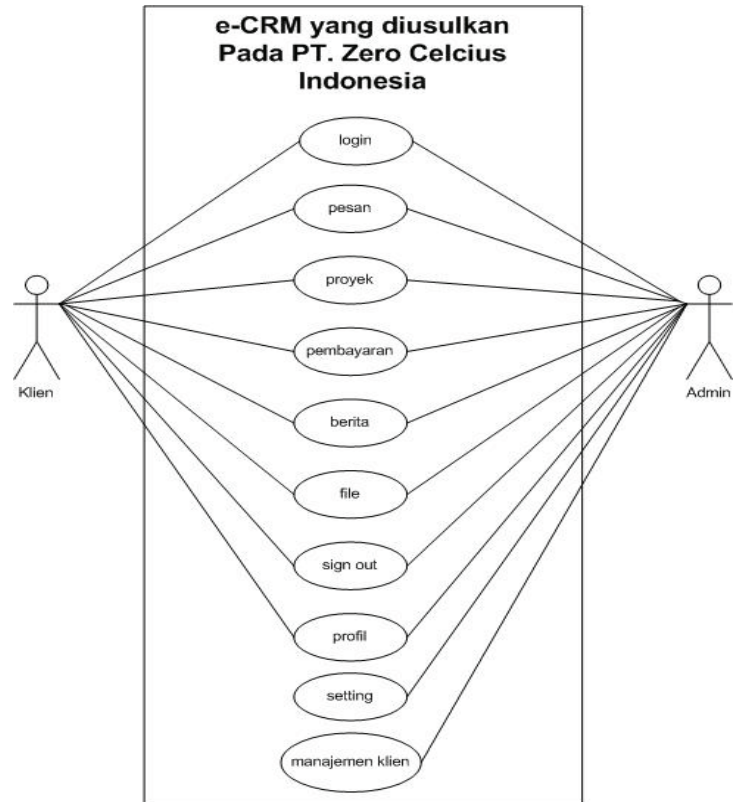 e-CRM yang diusulkan
Pada PT. Zero Celcius
Indonesia
login
pesan
proyek
pembayaran
berita
file
sign out
profil
setting
manajemen klien
Klien
Admin